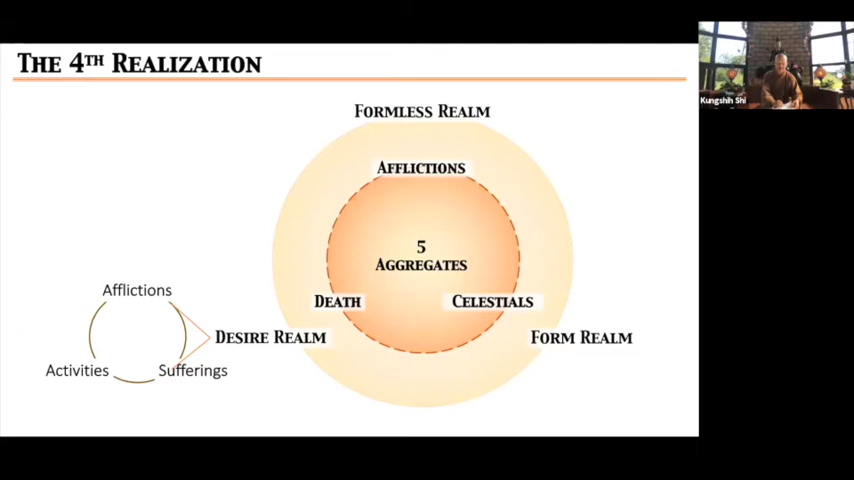 THE 4TH REALIZATION
Kungshih Shi
FORMLESS REALM
AFFLICTIONS
5
AGGREGATES
DEATH
CELESTIALS
DESIRE REALM
FORM REALM
Afflictions
Activities
Sufferings